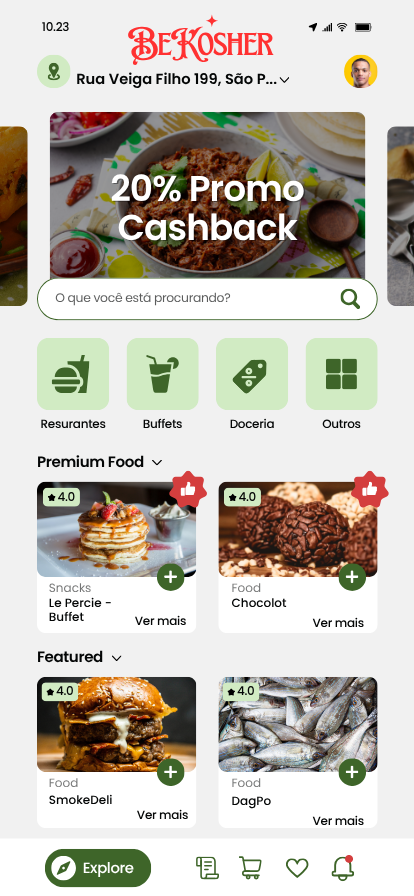 10.23
BEKOSHER
Rua Veiga Filho 199, São P...
20% Promo
Cashback
O que você está procurando?
Resurantes
Buffets
Doceria
Outros
Premium Food
4.0
4.0
Snacks
Le Percie -
Buffet
Ver mais
Food
Chocolot
Ver mais
Featured
4.0
4.0
Food
SmokeDeli
Ver mais
Food
DagPo
Ver mais
Explore